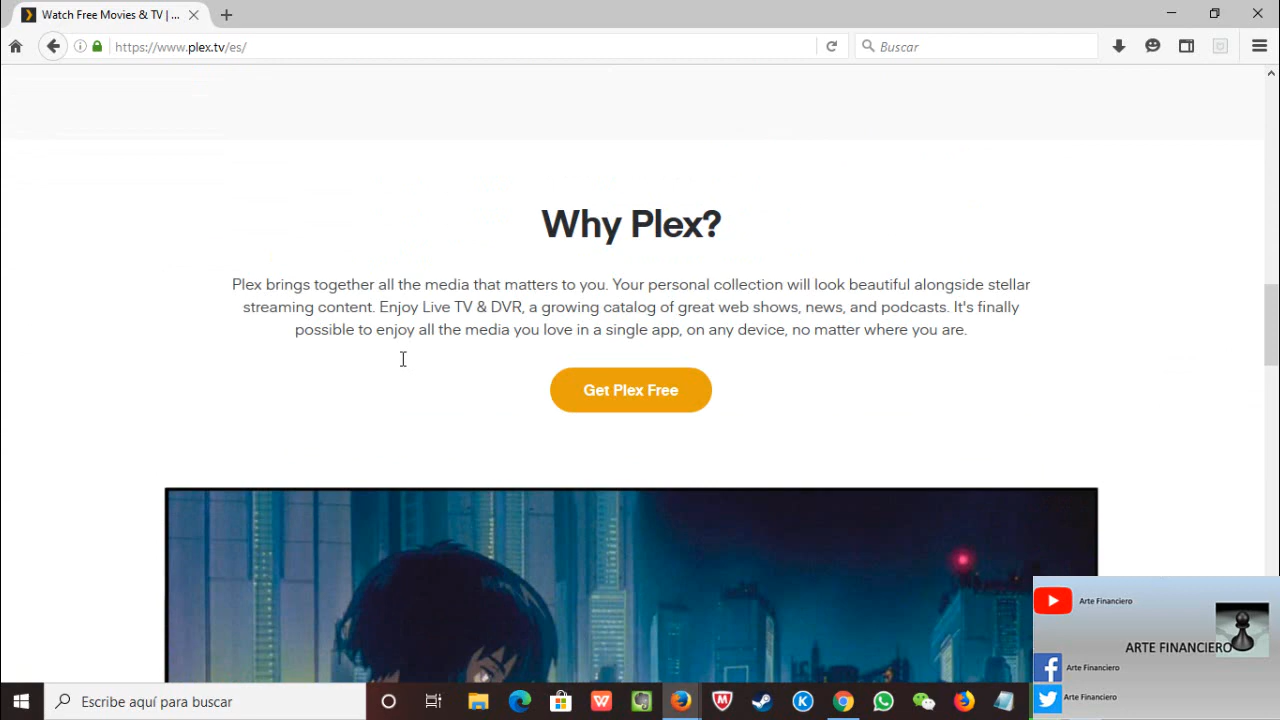 Watch Free Movies & TV | ...
https://www.plex.tv/es/
Buscar
Why Plex?
Plex brings together all the media that matters to you. Your personal collection will look beautiful alongside stellar
streaming content. Enjoy Live TV & DVR, a growing catalog of great web shows, news, and podcasts. It's finally
possible to enjoy all the media you love in a single app, on any device, no matter where you are.
Get Plex Free
Arte Financiero
ARTE FINANCIERO
Arte Financiero
Arte Financiero
Escribe aquí para buscar